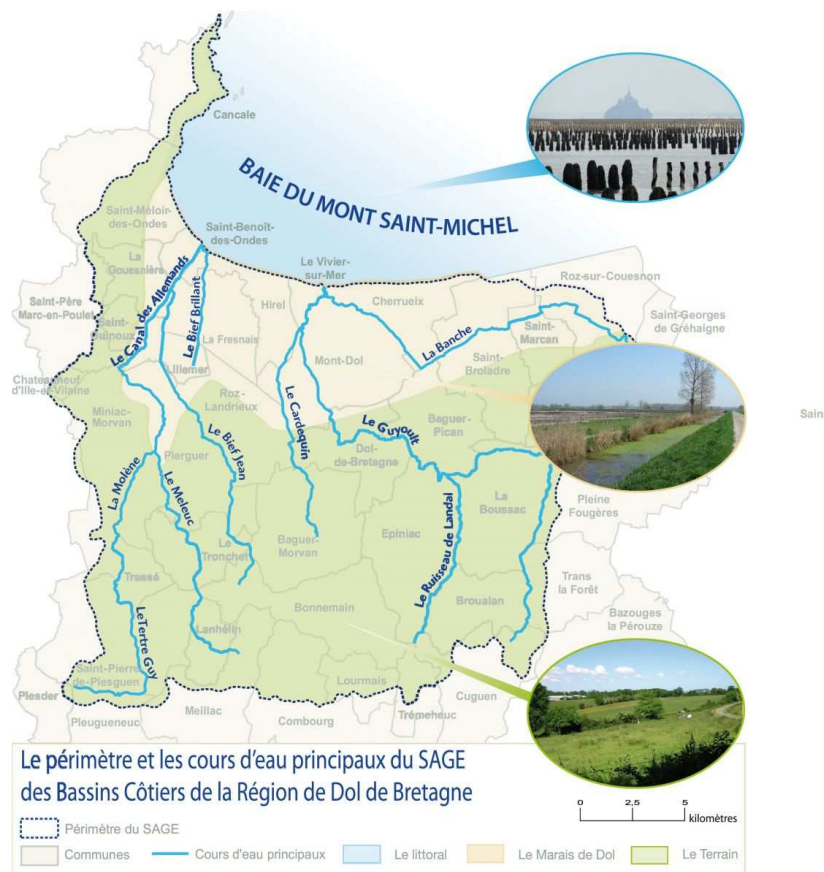 Cancale
BAIE DU MONT SAINT-MICHEL
Saint-Méloir-
des-Ondes
Saint-Benoît
des-Ondes
La
Gouesnière
Le Vivier
-sur-Mer
Roz-sur-Couesnon
Saint-Père
Marc-en-Poulet
Hirel
Cherrueix
Saint-Georges
de Gréhaigne
Le Canal des Allemands
Le Bief Brillant
Saint-
Guinoux
La Fresnais
La Banche
Saint-
Marcan
Mont-Dol
Saint-
Broladre
Lillemer
Chateauneuf
d'Ille-et-Vilaine
Roz-
Landrieux
Miniac-
Morvan
Le Cardequin
Le Guyoult
Baguer-
Pican
Sain
Plerguer
Le Bief Jean
Dol-
de-Bretagne
La Molène
Le Meleuc
La
Boussac
Pleine
Fougères
Le Ruisseau de Landal
Epiniac
Le
Tronchet
Baguer-
Morvan
Tressé
Trans
la Forêt
Bonnemain
Broualan
Bazouges
la Pérouze
LeTertre Guy
Lanhélin
Saint-Pierre
de-Plesguen
Lourmais
Plesder
Cuguen
Meillac
Pleugueneuc
Combourg
Trémeheuc
Le périmètre et les cours d'eau principaux du SAGE
des Bassins Côtiers de la Région de Dol de Bretagne
0 2,5 5
kilomètres
Périmètre du SAGE
Communes
Cours d'eau principaux
Le littoral
Le Marais de Dol
Le Terrain